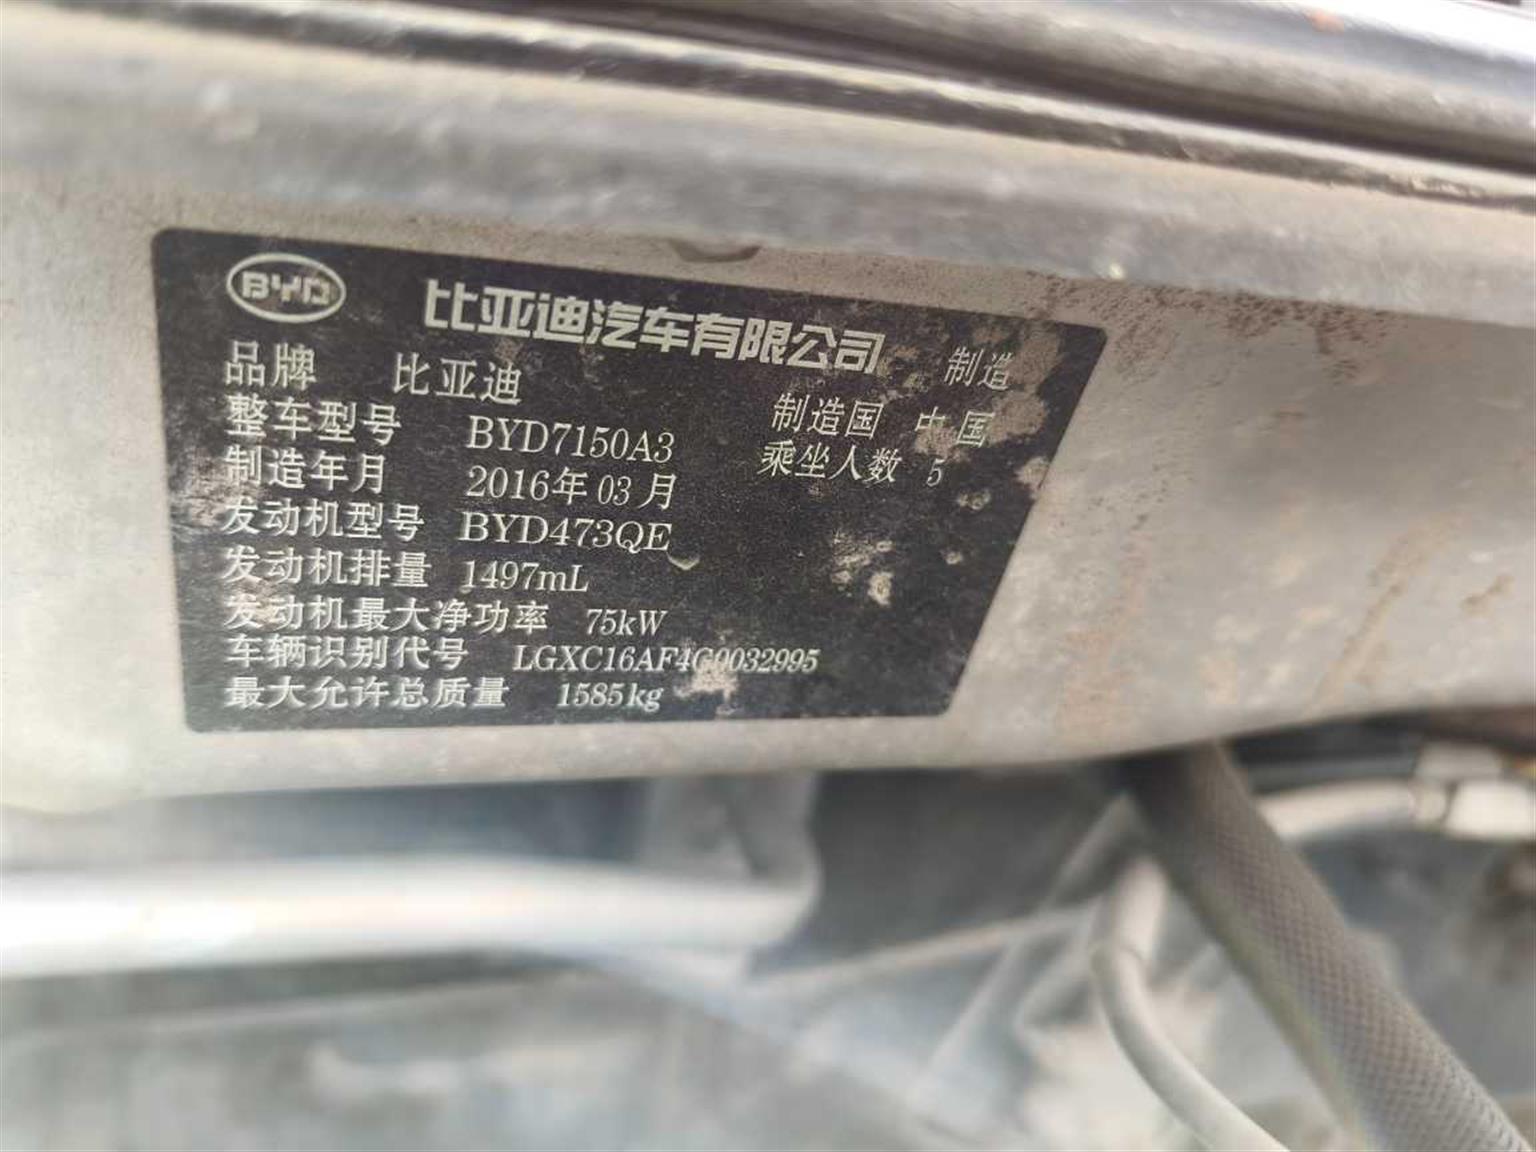 BYD 比亚迪汽车有限公司 制造
品牌 比亚迪 制造国 中国
整车型号 BYD7150A3 乘坐人数 5
制造年月 2016年03月
发动机型号 BYD473QE
发动机排量 1497mL
发动机最大净功率 75kW
车辆识别代号 LGXC16AF4G0032995
最大允许总质量 1585kg